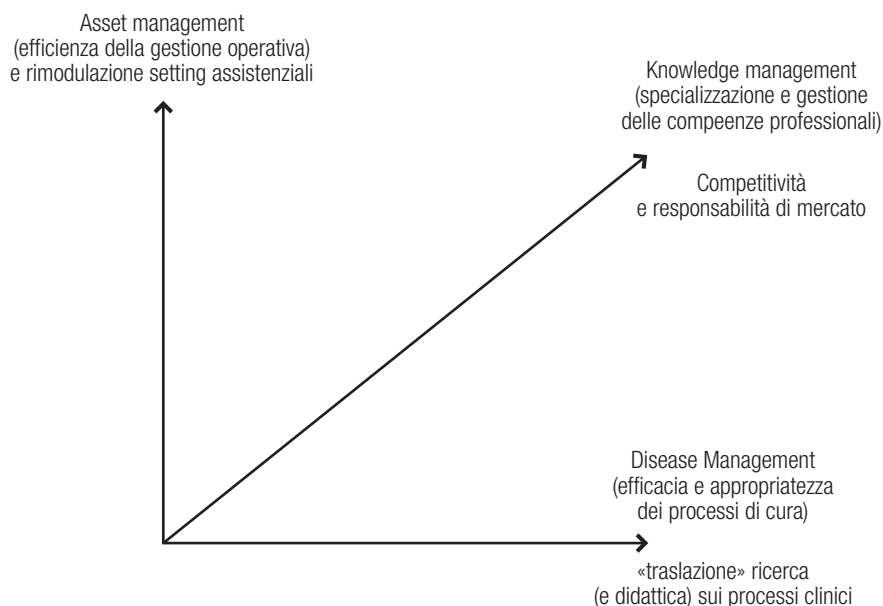 Asset management
(efficienza della gestione operativa)
e rimodulazione setting assistenziali
Knowledge management
(specializzazione e gestione
delle compeenze professionali)
Competitività
e responsabilità di mercato
Disease Management
(efficacia e appropriatezza
dei processi di cura)
«traslazione» ricerca
(e didattica) sui processi clinici